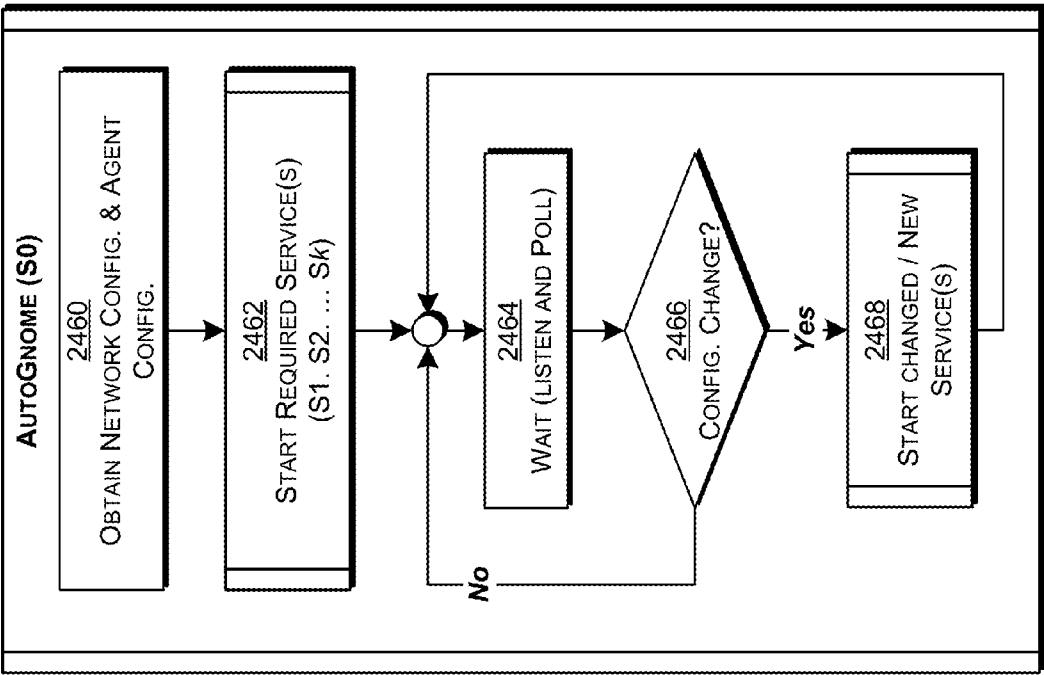 AUTOGNOME (S0)
2460
OBTAIN NETWORK CONFIG. & AGENT
CONFIG.
2462
START REQUIRED SERVICE(S)
(S1. S2. ... Sk)
2464
WAIT (LISTEN AND POLL)
2466
CONFIG. CHANGE?
No
Yes
2468
START CHANGED / NEW
SERVICE(S)